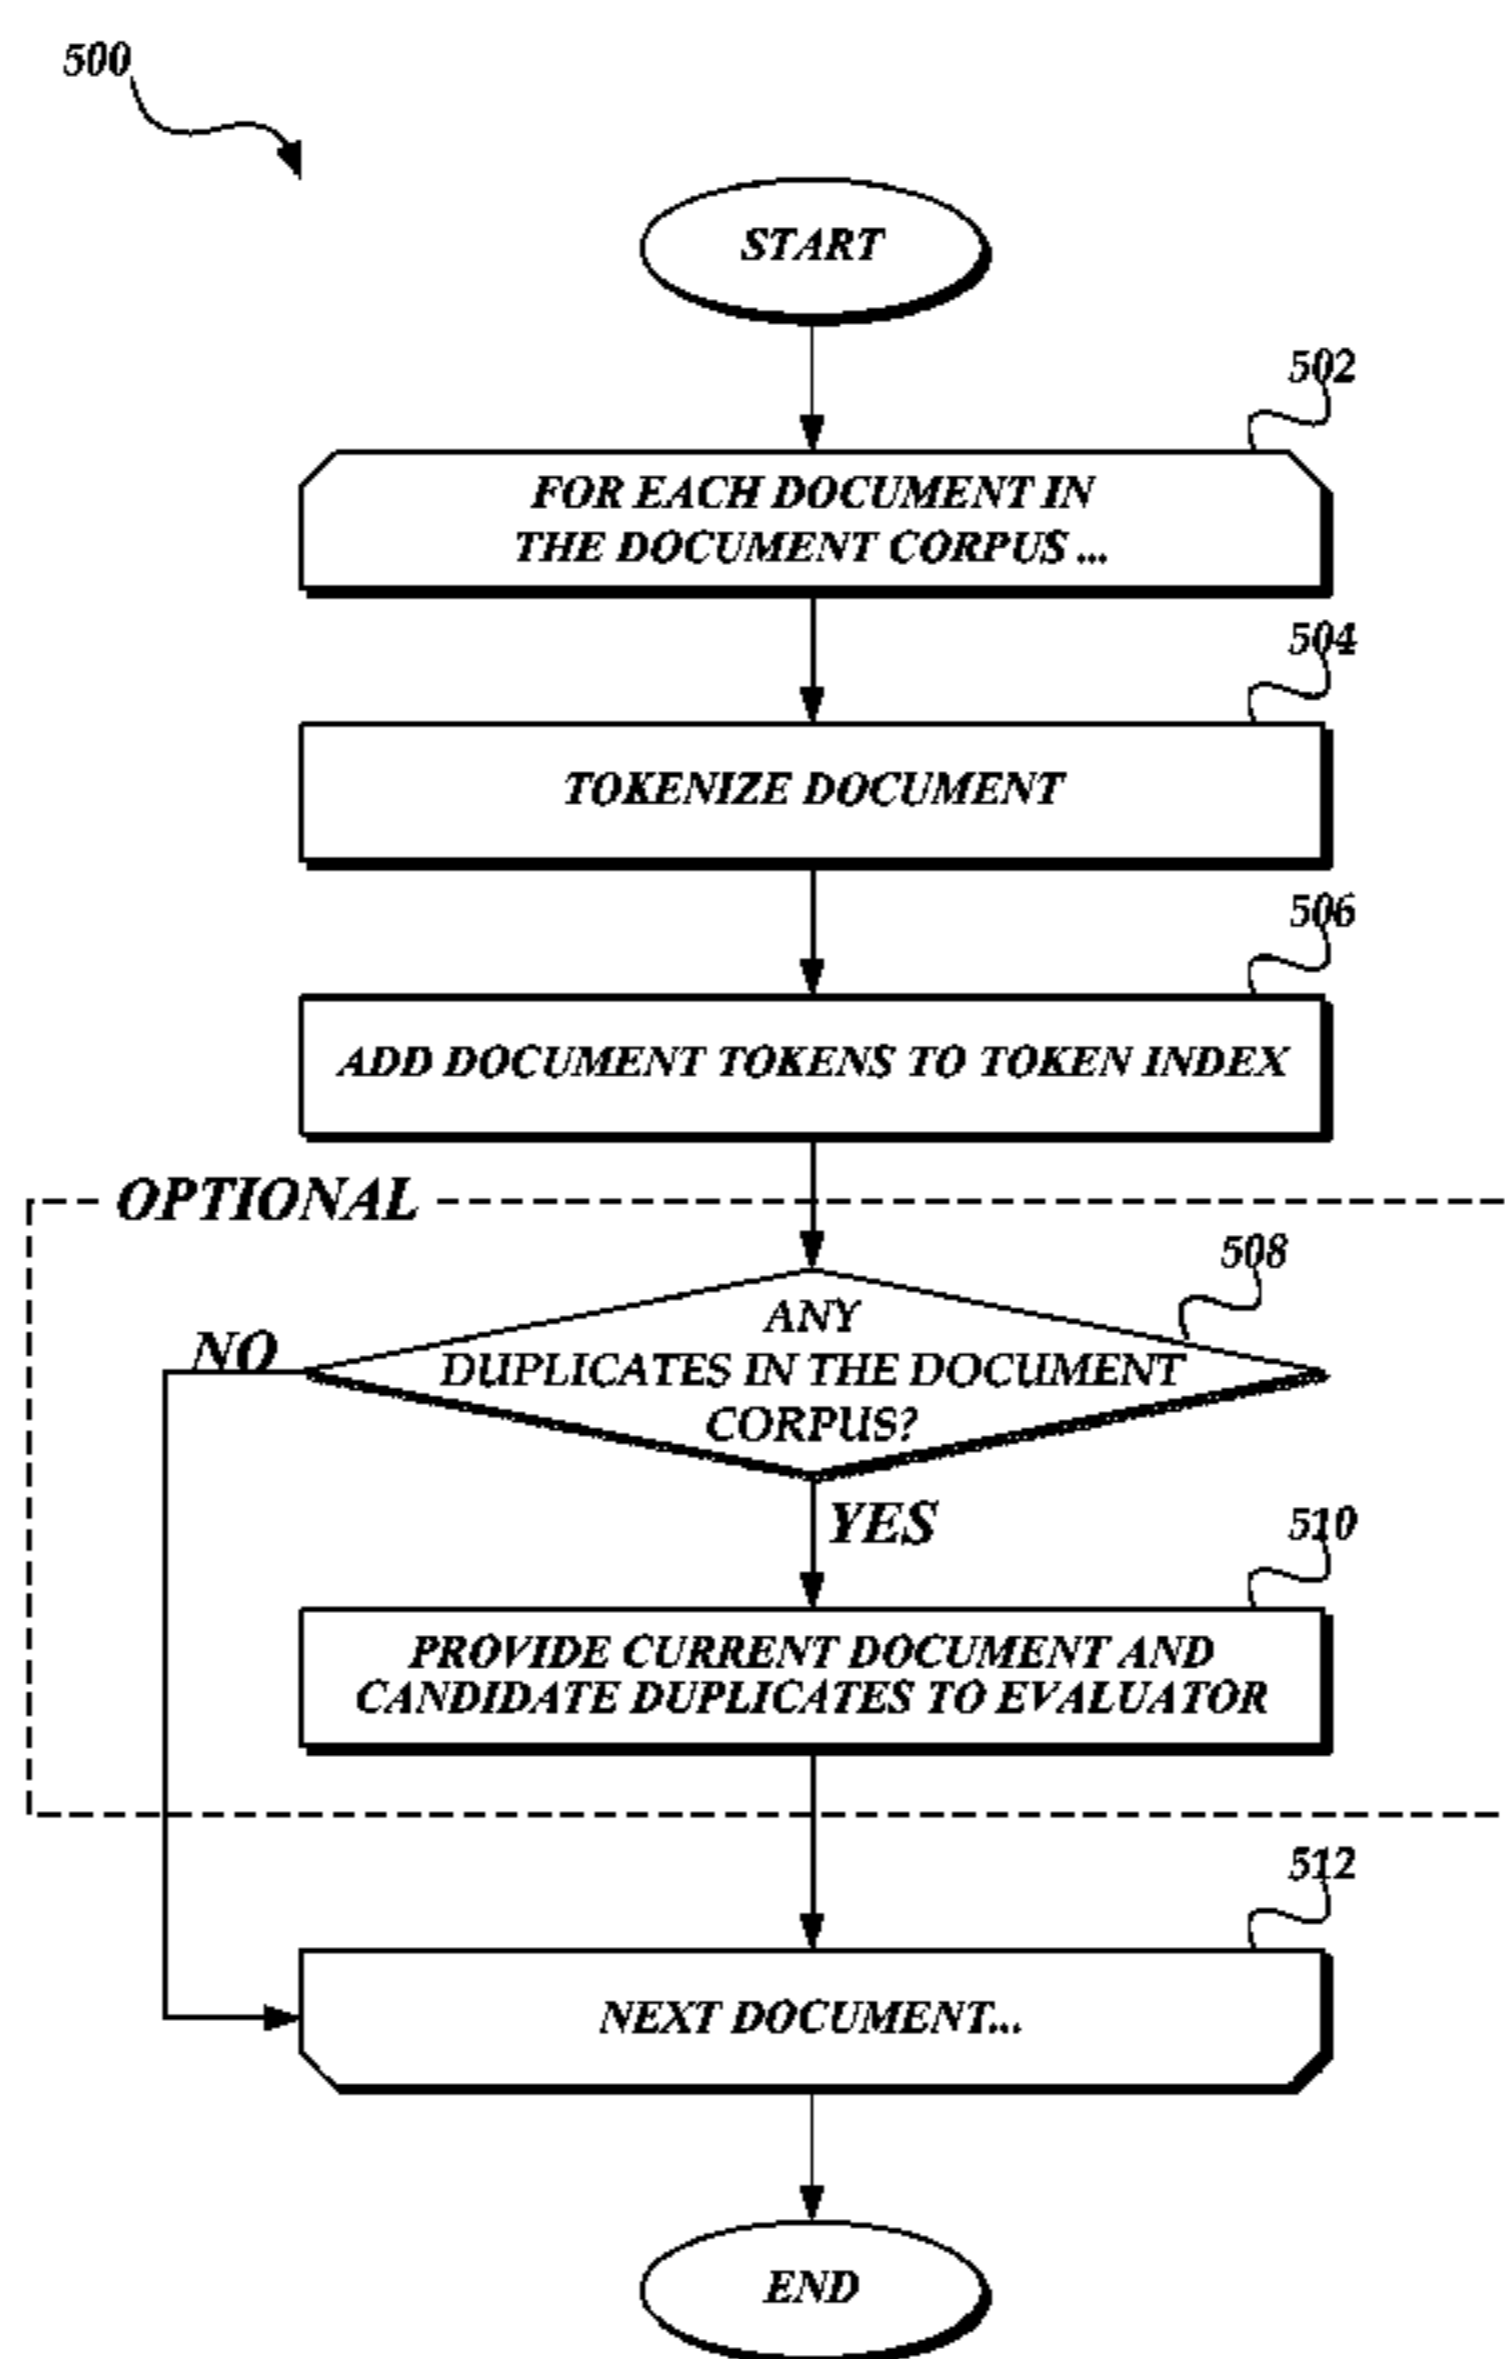 500
START
502
FOR EACH DOCUMENT IN
THE DOCUMENT CORPUS ...
504
TOKENIZE DOCUMENT
506
ADD DOCUMENT TOKENS TO TOKEN INDEX
OPTIONAL
508
ANY
DUPLICATES IN THE DOCUMENT
CORPUS?
NO
YES
510
PROVIDE CURRENT DOCUMENT AND
CANDIDATE DUPLICATES TO EVALUATOR
512
NEXT DOCUMENT...
END